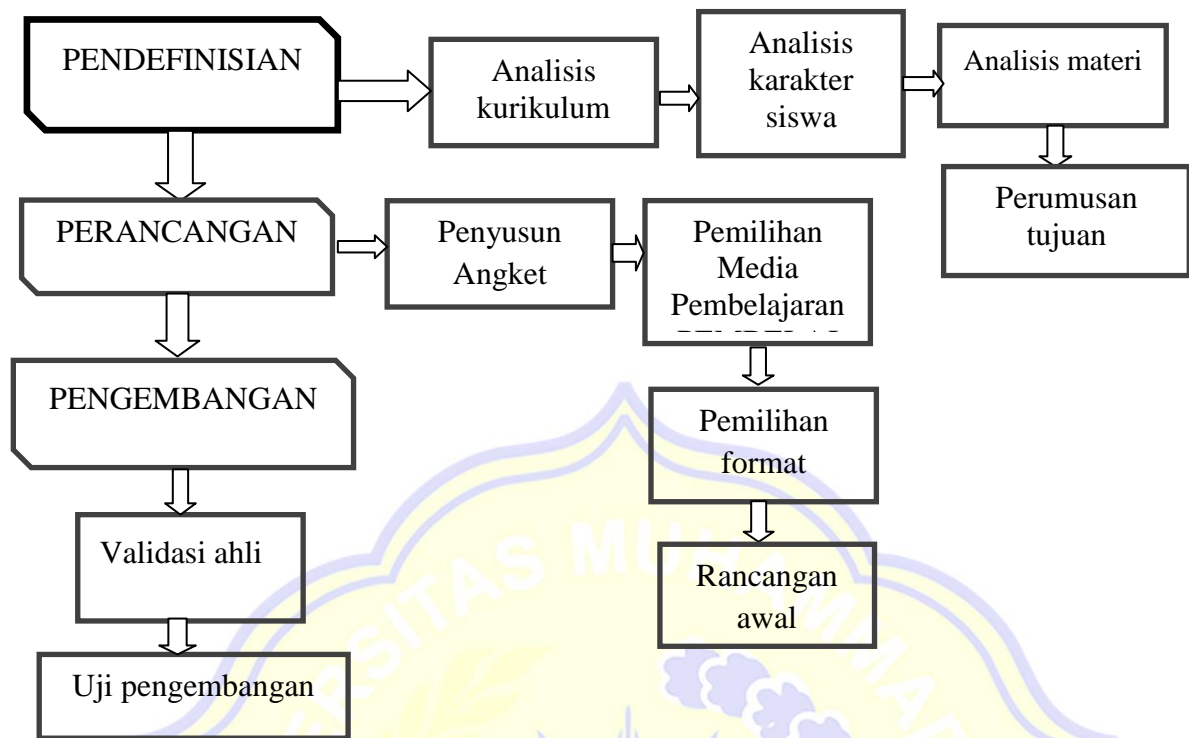 PENDEFINISIAN
Analisis
kurikulum
Analisis
karakter
siswa
Analisis materi
Perumusan
tujuan
PERANCANGAN
Penyusun
Angket
Pemilihan
Media
Pembelajaran
Pemilihan
format
Rancangan
awal
PENGEMBANGAN
Validasi ahli
Uji pengembangan